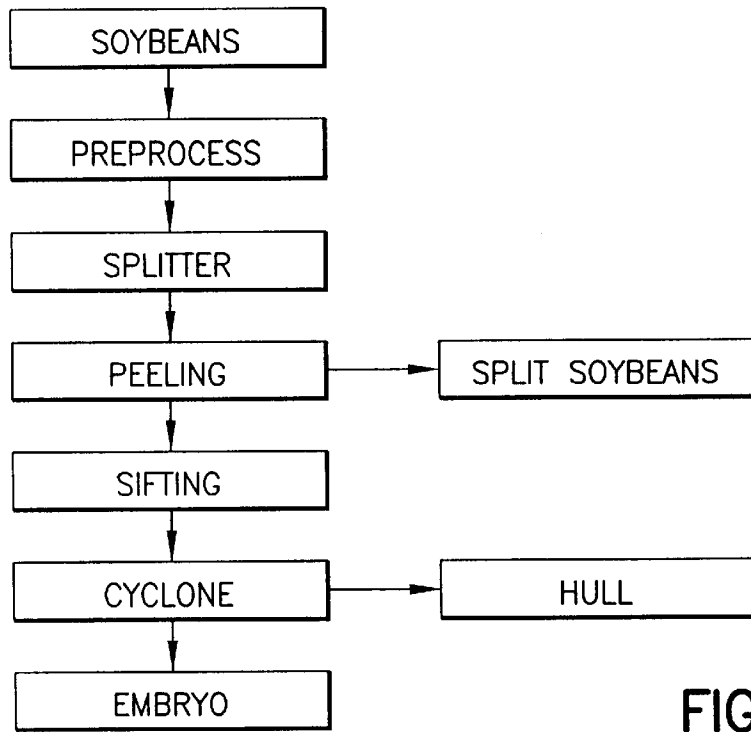 SOYBEANS
PREPROCESS
SPLITTER
PEELING
SPLIT SOYBEANS
SIFTING
CYCLONE
HULL
EMBRYO
FIG